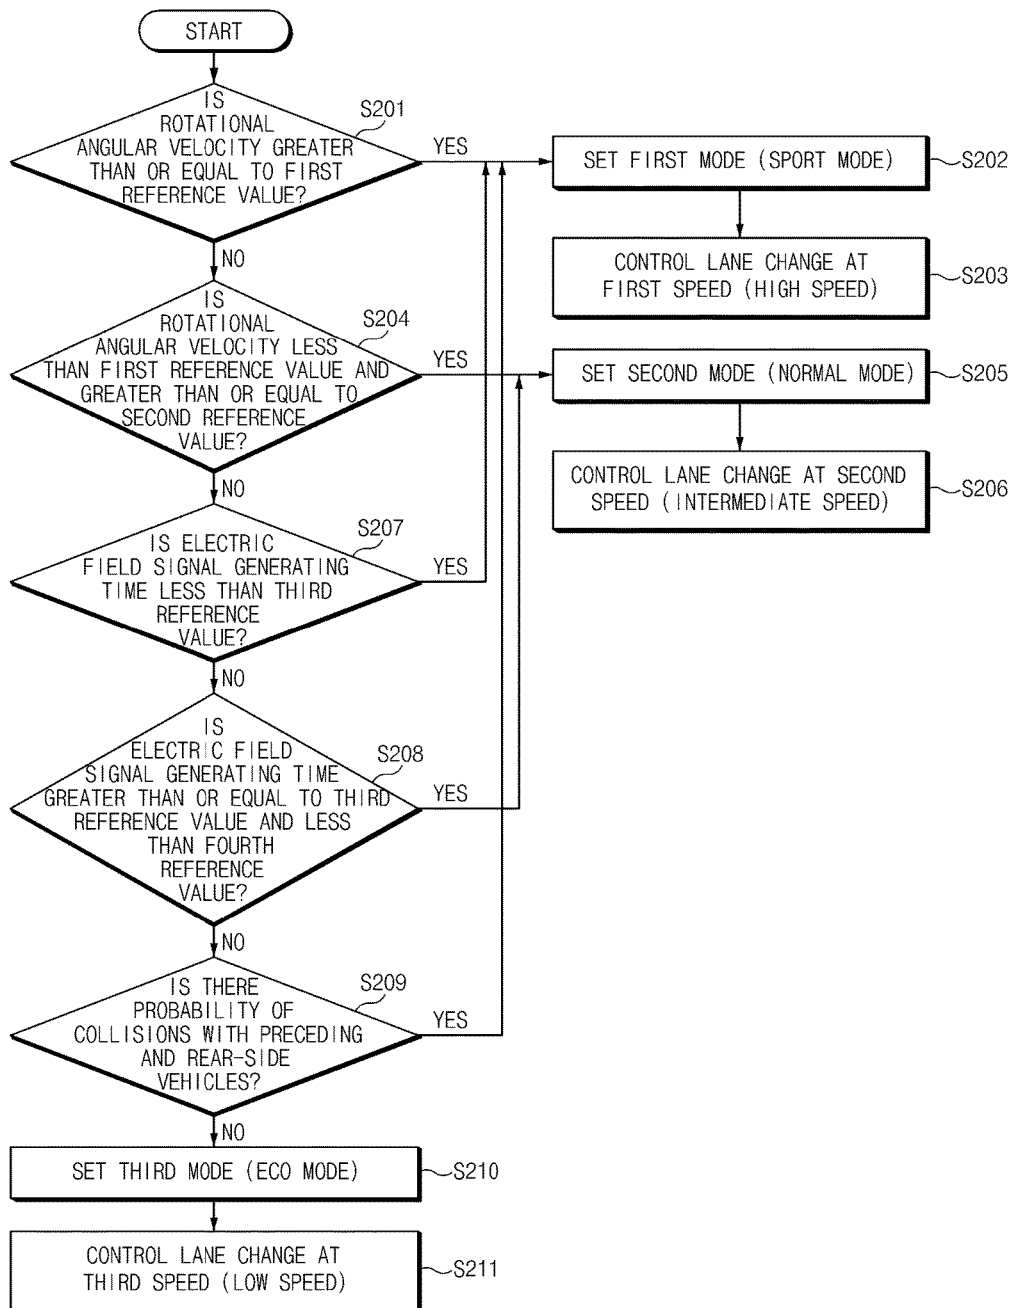 START
S201
IS
ROTATIONAL
ANGULAR VELOCITY GREATER
THAN OR EQUAL TO FIRST
REFERENCE VALUE?
YES
SET FIRST MODE (SPORT MODE)
S202
NO
CONTROL LANE CHANGE AT
FIRST SPEED (HIGH SPEED)
S203
S204
IS
ROTATIONAL
ANGULAR VELOCITY LESS
THAN FIRST REFERENCE VALUE AND
GREATER THAN OR EQUAL TO
SECOND REFERENCE
VALUE?
YES
SET SECOND MODE (NORMAL MODE)
S205
NO
CONTROL LANE CHANGE AT SECOND
SPEED (INTERMEDIATE SPEED)
S206
S207
IS ELECTRIC
FIELD SIGNAL GENERATING
TIME LESS THAN THIRD
REFERENCE
VALUE?
YES
NO
S208
IS
ELECTRIC FIELD
SIGNAL GENERATING TIME
GREATER THAN OR EQUAL TO THIRD
REFERENCE VALUE AND LESS
THAN FOURTH
REFERENCE
VALUE?
YES
NO
S209
IS THERE
PROBABILITY OF
COLLISIONS WITH PRECEDING
AND REAR-SIDE
VEHICLES?
YES
NO
SET THIRD MODE (ECO MODE)
S210
CONTROL LANE CHANGE AT
THIRD SPEED (LOW SPEED)
S211